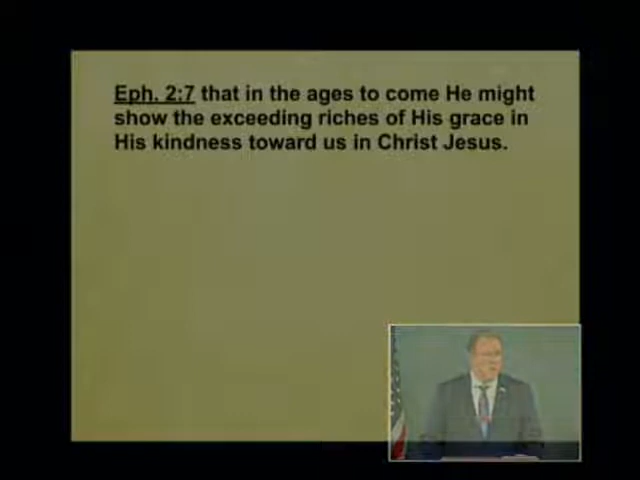 Eph. 2:7 that in the ages to come He might
show the exceeding riches of His grace in
His kindness toward us in Christ Jesus.